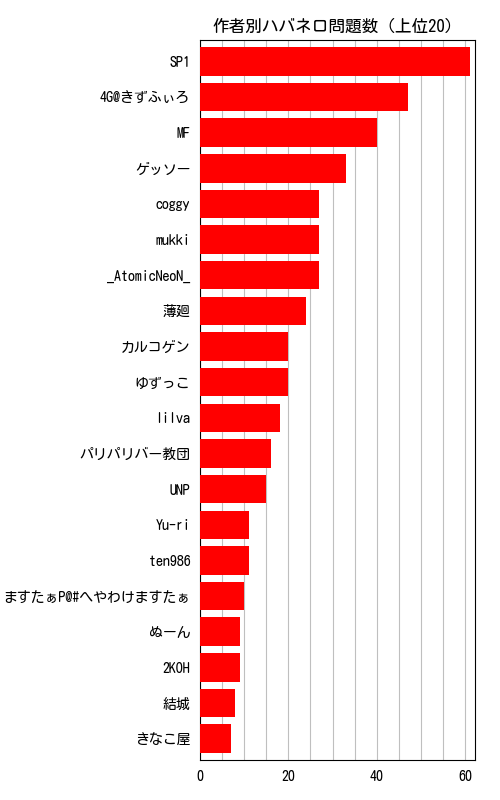 作者別ハバネロ問題数（上位20）
SP1
4G@きずふぃろ
MF
ゲッソー
coggy
mukki
_AtomicNeoN_
薄廻
カルコゲン
ゆずっこ
lilva
パリパリバー教団
UNP
Yu-ri
ten986
ますたぁP@#へやわけますたぁ
ぬーん
2KOH
結城
きなこ屋
0 20 40 60